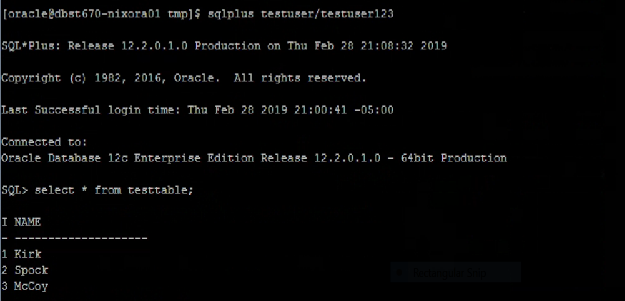 [oracle@dbst670-nixora01 tmp]$ sqlplus testuser/testuser123
SQL*Plus: Release 12.2.0.1.0 Production on Thu Feb 28 21:08:32 2019
Copyright (c) 1982, 2016, Oracle.  All rights reserved.
Last Successful login time: Thu Feb 28 2019 21:00:41 -05:00
Connected to:
Oracle Database 12c Enterprise Edition Release 12.2.0.1.0 - 64bit Production
SQL> select * from testtable;
I NAME
- --------------------
1 Kirk
2 Spock
3 McCoy